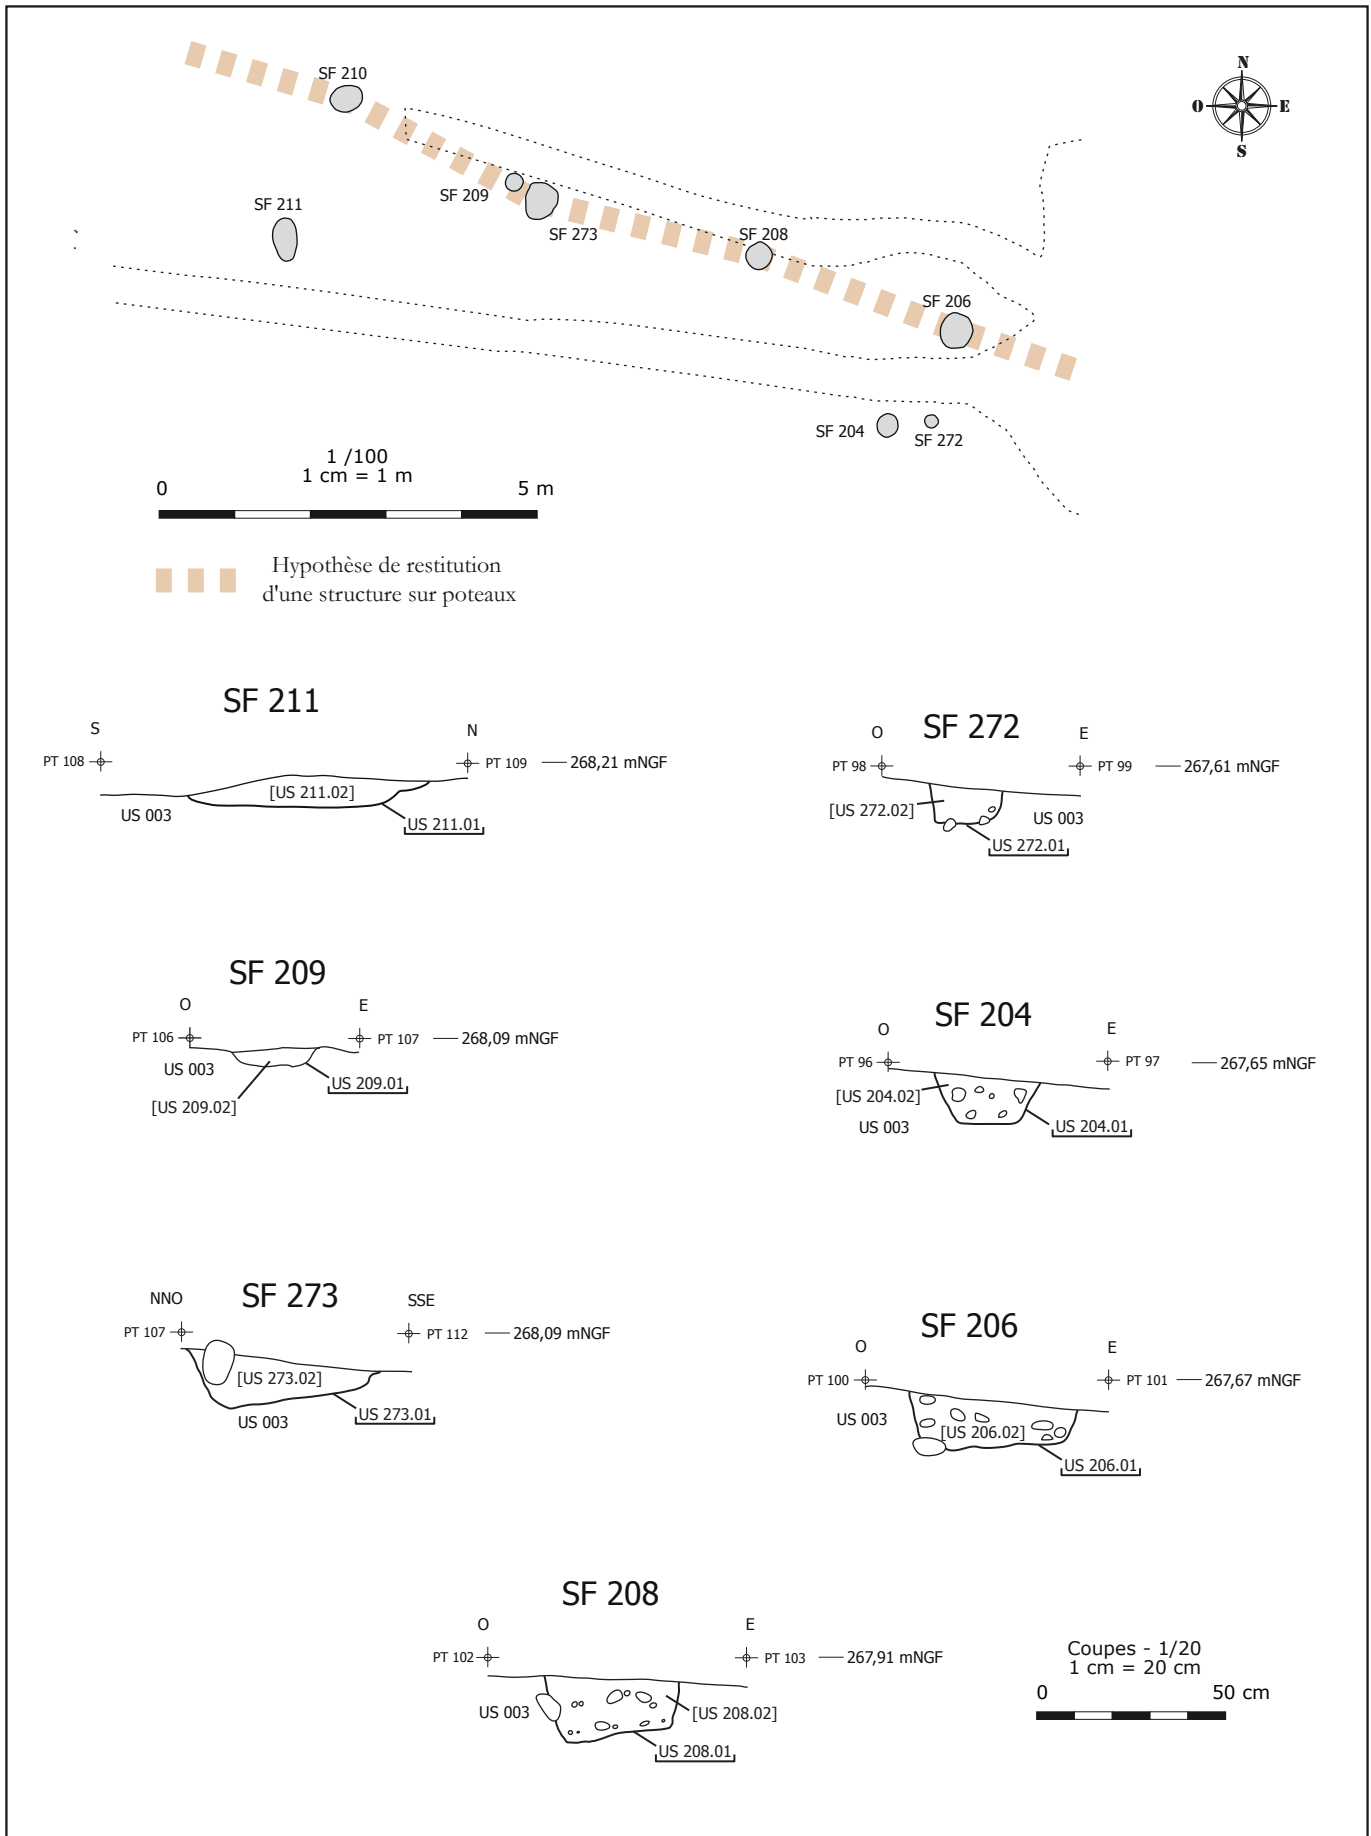 N
O
E
S
SF 210
SF 209
SF 211
SF 273
SF 208
SF 206
SF 204
SF 272
1 /100
1 cm = 1 m
0
5 m
Hypothèse de restitution
d'une structure sur poteaux
SF 211
S
N
PT 108
PT 109
268,21 mNGF
[US 211.02]
US 003
US 211.01
SF 272
O
E
PT 98
PT 99
267,61 mNGF
[US 272.02]
US 003
US 272.01
SF 209
O
E
PT 106
PT 107
268,09 mNGF
US 003
US 209.01
[US 209.02]
SF 204
O
E
PT 96
PT 97
267,65 mNGF
[US 204.02]
US 003
US 204.01
SF 273
NNO
SSE
PT 107
PT 112
268,09 mNGF
[US 273.02]
US 003
US 273.01
SF 206
O
E
PT 100
PT 101
267,67 mNGF
US 003
[US 206.02]
US 206.01
SF 208
O
E
PT 102
PT 103
267,91 mNGF
US 003
[US 208.02]
US 208.01
Coupes - 1/20
1 cm = 20 cm
0
50 cm